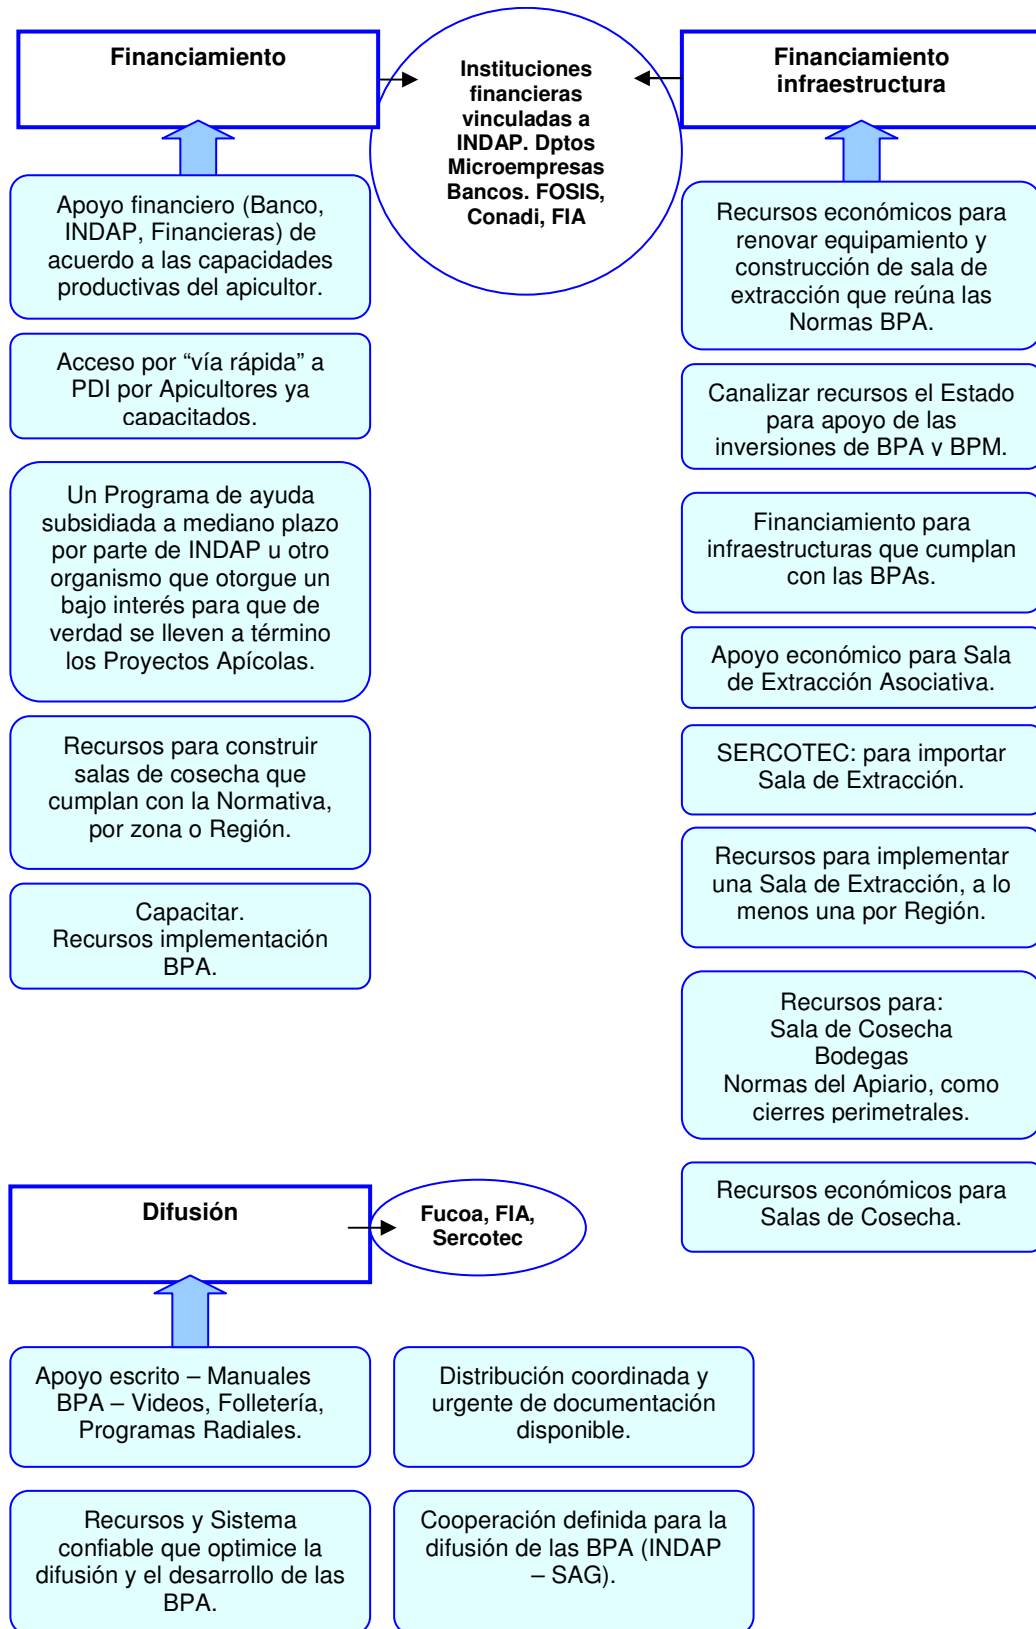 Financiamiento
Instituciones
financieras
vinculadas a
INDAP. Dptos
Microempresas
Bancos. FOSIS,
Conadi, FIA
Financiamiento
infraestructura
Apoyo financiero (Banco,
INDAP, Financieras) de
acuerdo a las capacidades
productivas del apicultor.
Acceso por “vía rápida” a
PDI por Apicultores ya
capacitados.
Un Programa de ayuda
subsidiada a mediano plazo
por parte de INDAP u otro
organismo que otorgue un
bajo interés para que de
verdad se lleven a término
los Proyectos Apícolas.
Recursos para construir
salas de cosecha que
cumplan con la Normativa,
por zona o Región.
Capacitar.
Recursos implementación
BPA.
Recursos económicos para
renovar equipamiento y
construcción de sala de
extracción que reúna las
Normas BPA.
Canalizar recursos el Estado
para apoyo de las
inversiones de BPA y BPM.
Financiamiento para
infraestructuras que cumplan
con las BPAs.
Apoyo económico para Sala
de Extracción Asociativa.
SERCOTEC: para importar
Sala de Extracción.
Recursos para implementar
una Sala de Extracción, a lo
menos una por Región.
Recursos para:
Sala de Cosecha
Bodegas
Normas del Apiario, como
cierres perimetrales.
Recursos económicos para
Salas de Cosecha.
Difusión
Fucoa, FIA,
Sercotec
Apoyo escrito – Manuales
BPA – Videos, Folletería,
Programas Radiales.
Distribución coordinada y
urgente de documentación
disponible.
Recursos y Sistema
confiable que optimice la
difusión y el desarrollo de las
BPA.
Cooperación definida para la
difusión de las BPA (INDAP
– SAG).